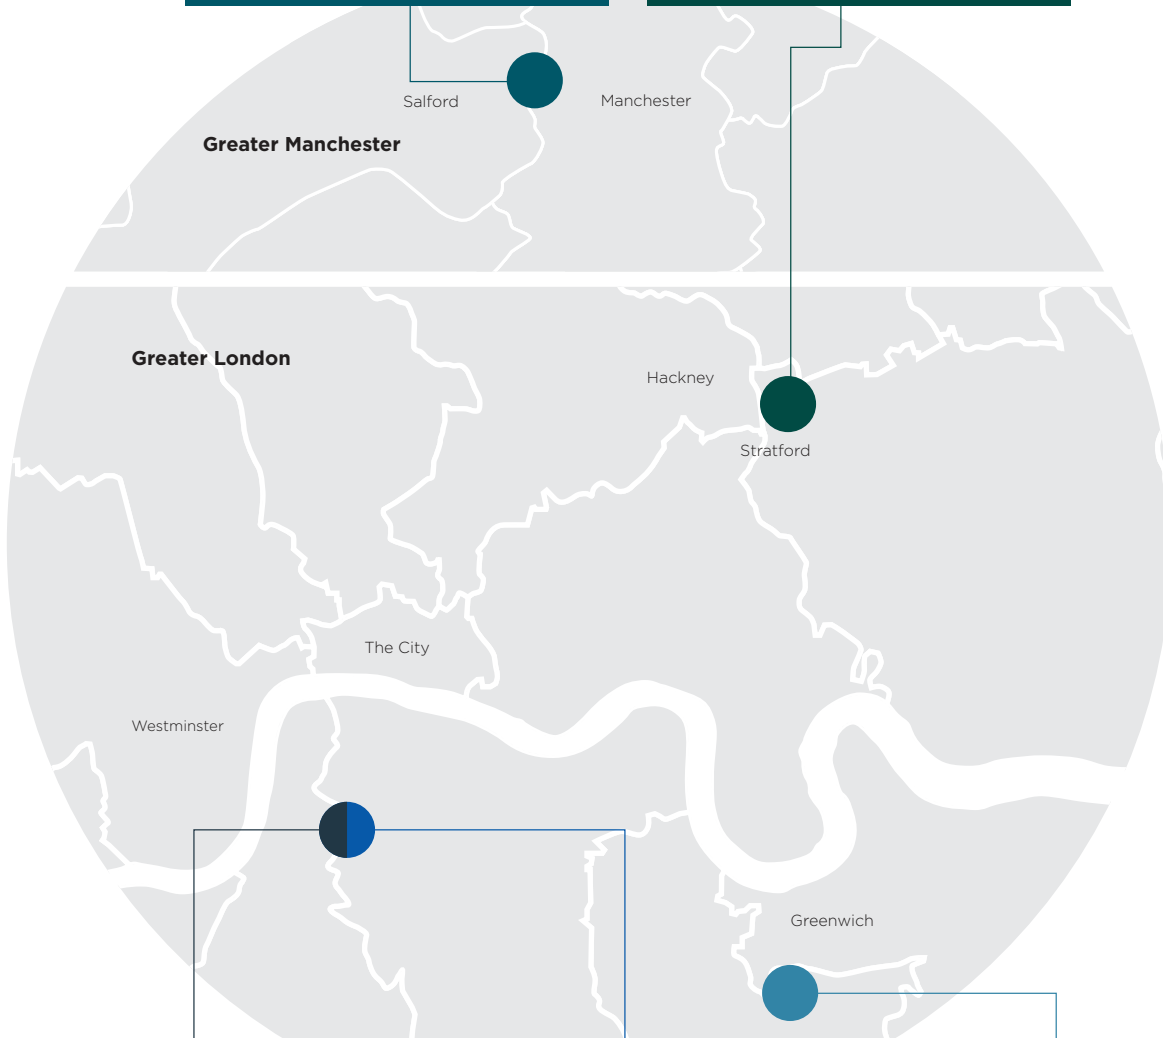 Salford
Manchester
Greater Manchester
Greater London
Hackney
Stratford
The City
Westminster
Greenwich